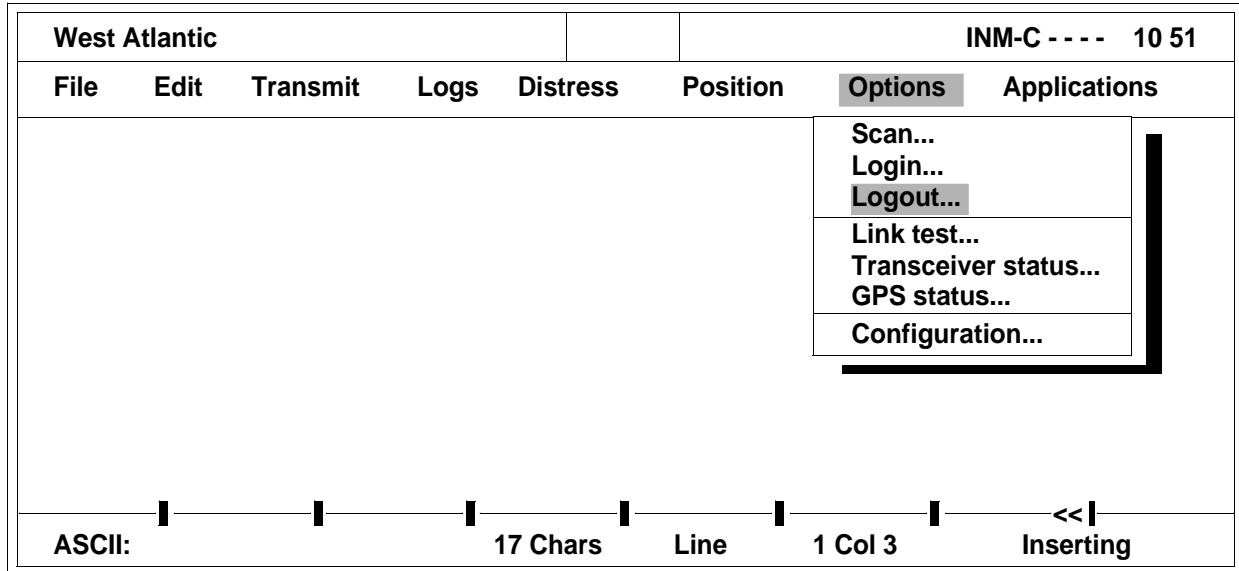 West Atlantic INM-C - - - - 10 51
File Edit Transmit Logs Distress Position Options Applications
Scan...
Login...
Logout...
Link test...
Transceiver status...
GPS status...
Configuration...
<<
ASCII: 17 Chars Line 1 Col 3 Inserting